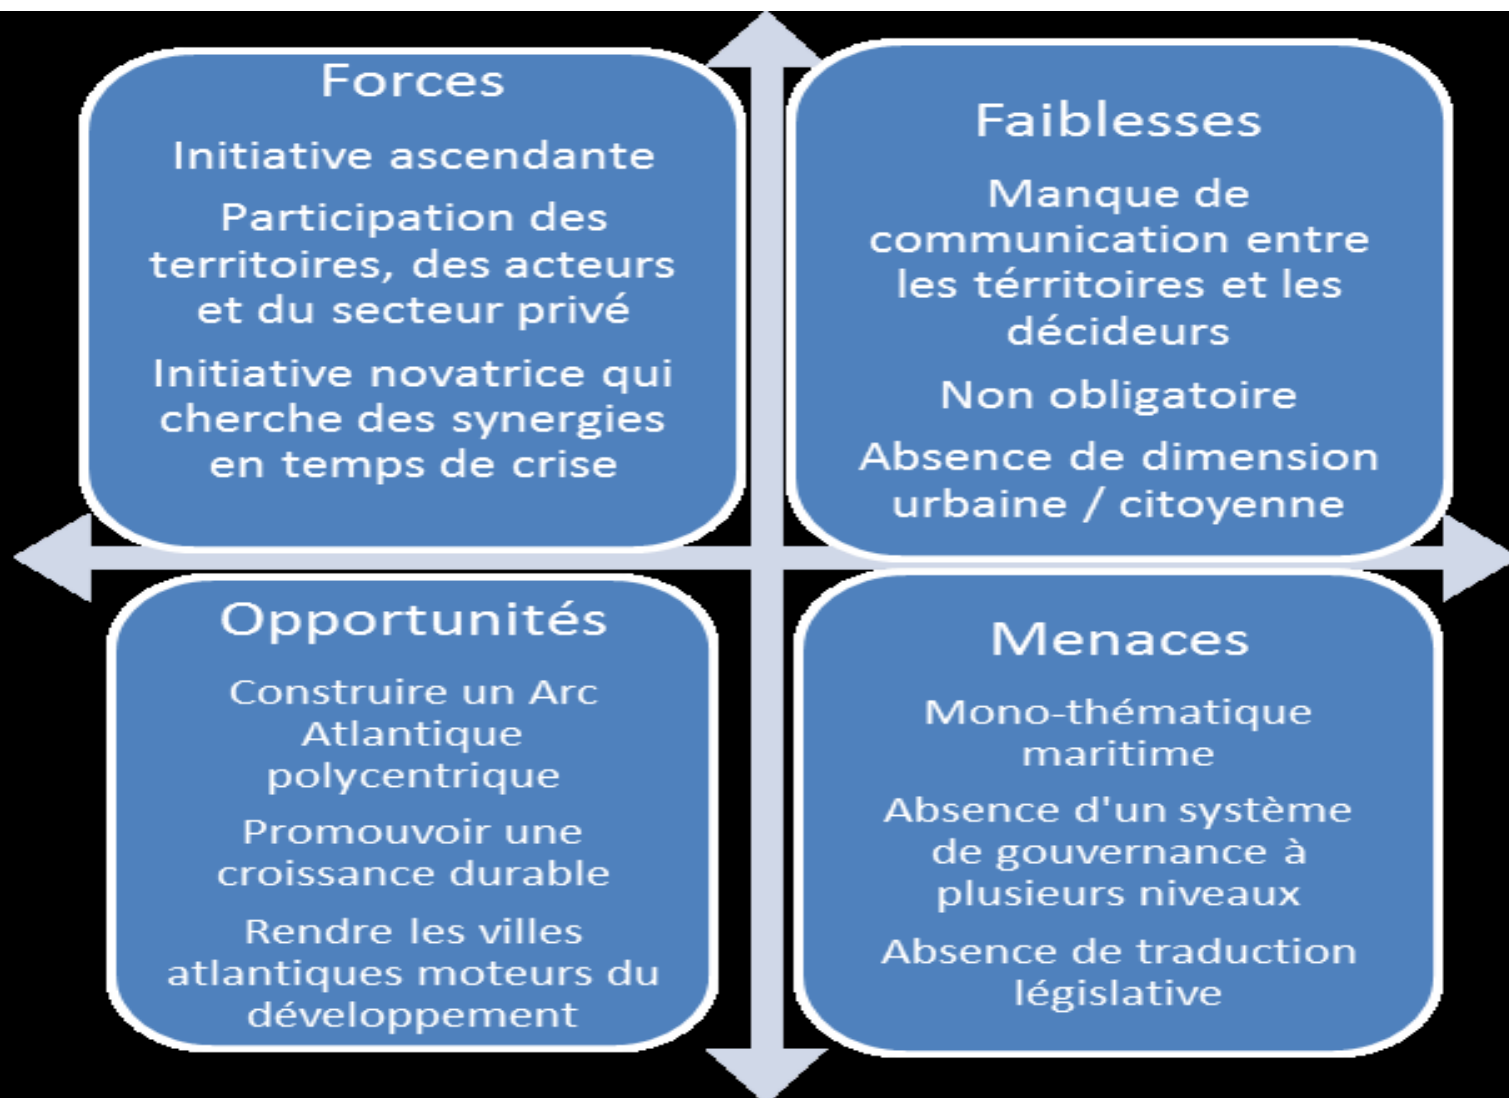 Forces
Initiative ascendante
Participation des
territoires, des acteurs
et du secteur privé
Initiative novatrice qui
cherche des synergies
en temps de crise
Faiblesses
Manque de
communication entre
les térritoires et les
décideurs
Non obligatoire
Absence de dimension
urbaine / citoyenne
Opportunités
Construire un Arc
Atlantique
polycentrique
Promouvoir une
croissance durable
Rendre les villes
atlantiques moteurs du
développement
Menaces
Mono-thématique
maritime
Absence d'un système
de gouvernance à
plusieurs niveaux
Absence de traduction
législative